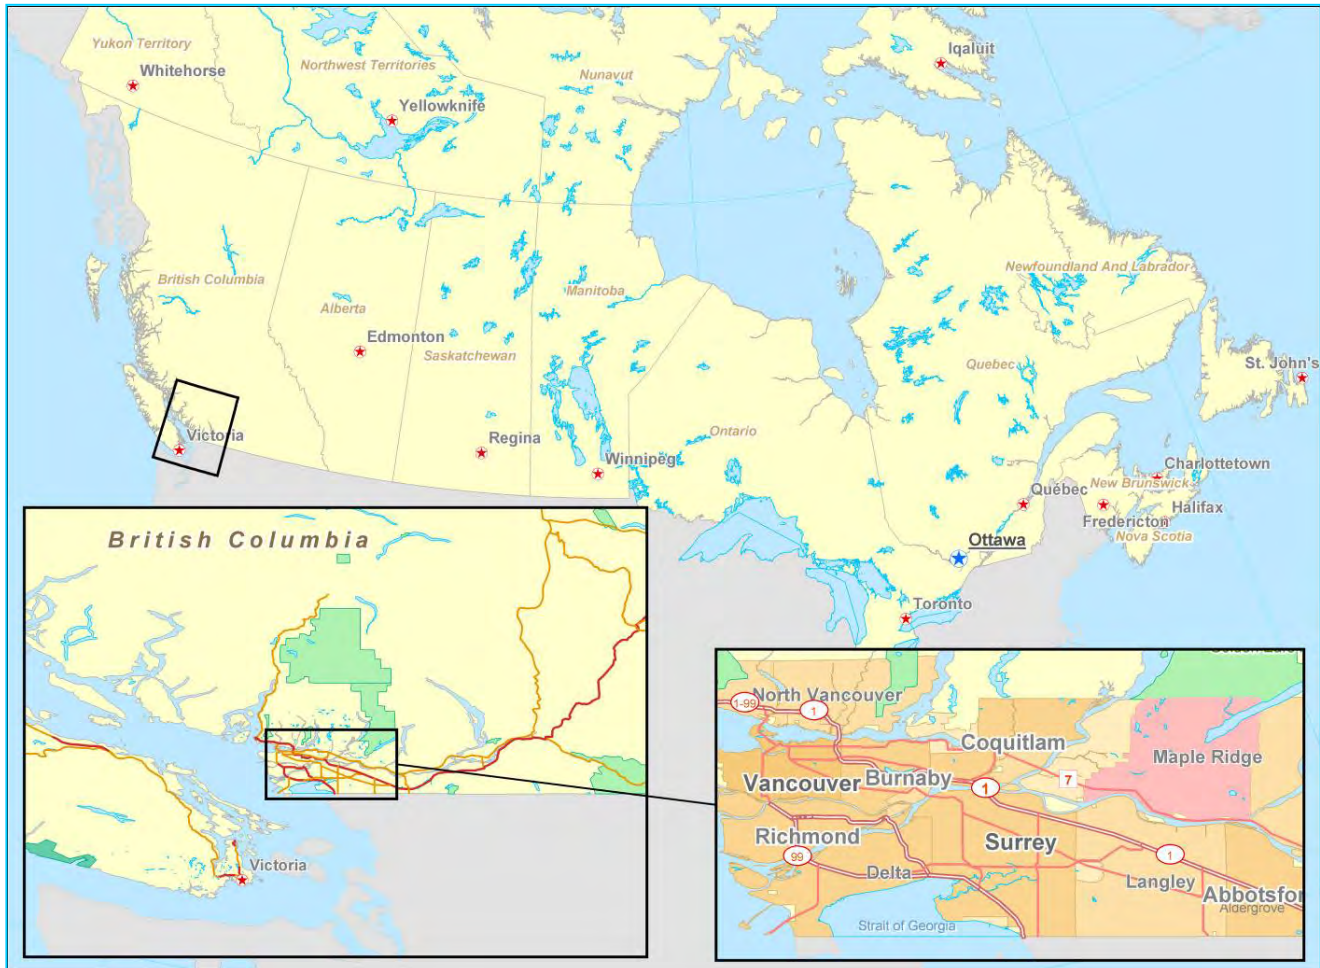 Iqaluit
Yukon Territory
Whitehorse
Northwest Territories
Nunavut
Yellowknife
British Columbia
Newfoundland And Labrador
Manitoba
Alberta
Edmonton
Saskatchewan
Quebec
St. John's
Ontario
Victoria
Regina
Winnipeg
Charlottetown
New Brunswick
Québec
Halifax
Fredericton
Nova Scotia
Ottawa
Toronto
British Columbia
Victoria
North Vancouver
1-99
1
Coquitlam
Maple Ridge
Vancouver
Burnaby
7
1
Richmond
Surrey
99
1
Delta
Langley
Abbotsfor
Aldergrove
Strait of Georgia